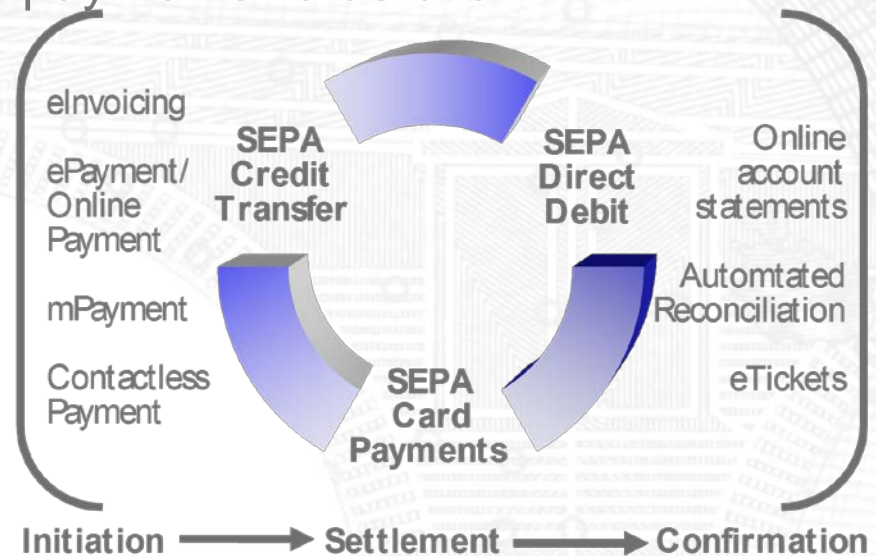 eInvoicing
ePayment/
Online
Payment
mPayment
Contactless
Payment
SEPA
Credit
Transfer
SEPA
Direct
Debit
SEPA
Card
Payments
Online
account
statements
Automtated
Reconciliation
eTickets
Initiation
Settlement
Confirmation